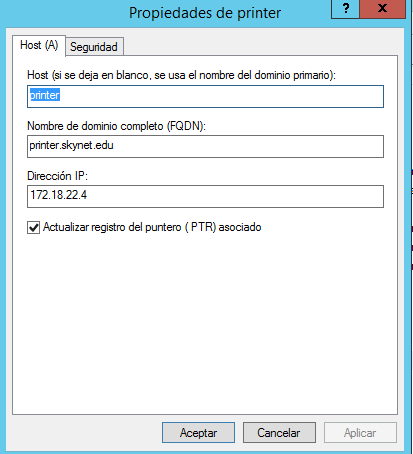 Propiedades de printer
? x
Host (A) Seguridad
Host (si se deja en blanco, se usa el nombre del dominio primario):
printer
Nombre de dominio completo (FQDN):
printer.skynet.edu
Dirección IP:
172.18.22.4
Actualizar registro del puntero ( PTR) asociado
Aceptar Cancelar Aplicar